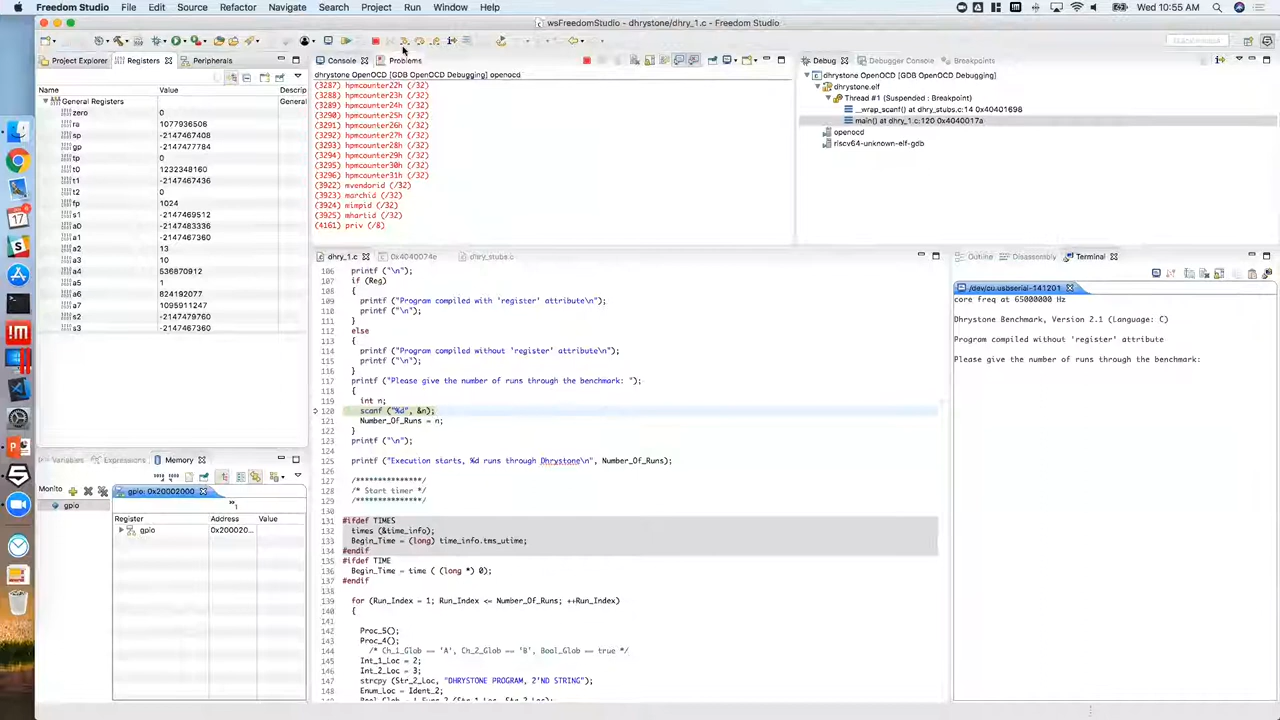 Freedom Studio File Edit Source Refactor Navigate Search Project Run Window Help
Wed 10:55 AM
wsFreedomStudio - dhrystone/dhry_1.c - Freedom Studio
Project Explorer Registers Peripherals
Name Value Descrip
General Registers General
zero 0
ra 1077936506
sp -2147467408
gp -2147477784
tp 0
t0 1232348160
t1 -2147467436
t2 0
fp 1024
s1 -2147469512
a0 -2147483336
a1 -2147467360
a2 13
a3 10
a4 536870912
a5 1
a6 824192077
a7 1095911247
s2 -2147479760
s3 -2147467360
Console Problems
dhrystone OpenOCD [GDB OpenOCD Debugging] openocd
(3287) hpmcounter22h (/32)
(3288) hpmcounter23h (/32)
(3289) hpmcounter24h (/32)
(3290) hpmcounter25h (/32)
(3291) hpmcounter26h (/32)
(3292) hpmcounter27h (/32)
(3293) hpmcounter28h (/32)
(3294) hpmcounter29h (/32)
(3295) hpmcounter30h (/32)
(3296) hpmcounter31h (/32)
(3922) mvendorid (/32)
(3923) marchid (/32)
(3924) mimpid (/32)
(3925) mhartid (/32)
(4161) priv (/8)
Debug Debugger Console Breakpoints
dhrystone OpenOCD [GDB OpenOCD Debugging]
dhrystone.elf
Thread #1 (Suspended : Breakpoint)
__wrap_scanf() at dhry_stubs.c:14 0x40401698
main() at dhry_1.c:120 0x4040017a
openocd
riscv64-unknown-elf-gdb
dhry_1.c 0x4040074e dhry_stubs.c
106 printf ("\n");
107 if (Reg)
108 {
109 printf ("Program compiled with 'register' attribute\n");
110 printf ("\n");
111 }
112 else
113 {
114 printf ("Program compiled without 'register' attribute\n");
115 printf ("\n");
116 }
117 printf ("Please give the number of runs through the benchmark: ");
118 {
119 int n;
120 scanf ("%d", &n);
121 Number_Of_Runs = n;
122 }
123 printf ("\n");
124
125 printf ("Execution starts, %d runs through Dhrystone\n", Number_Of_Runs);
126
127 /***************/
128 /* Start timer */
129 /***************/
130
131 #ifdef TIMES
132 times (&time_info);
133 Begin_Time = (long) time_info.tms_utime;
134 #endif
135 #ifdef TIME
136 Begin_Time = time ( (long *) 0);
137 #endif
138
139 for (Run_Index = 1; Run_Index <= Number_Of_Runs; ++Run_Index)
140 {
141
142 Proc_5();
143 Proc_4();
144 /* Ch_1_Glob == 'A', Ch_2_Glob == 'B', Bool_Glob == true */
145 Int_1_Loc = 2;
146 Int_2_Loc = 3;
147 strcpy (Str_2_Loc, "DHRYSTONE PROGRAM, 2'ND STRING");
148 Enum_Loc = Ident_2;
Outline Disassembly Terminal
/dev/cu.usbserial-141201
core freq at 65000000 Hz
Dhrystone Benchmark, Version 2.1 (Language: C)
Program compiled without 'register' attribute
Please give the number of runs through the benchmark:
Variables Expressions Memory
Monito gpio: 0x20002000
gpio
Register Address Value
gpio 0x200020...
17